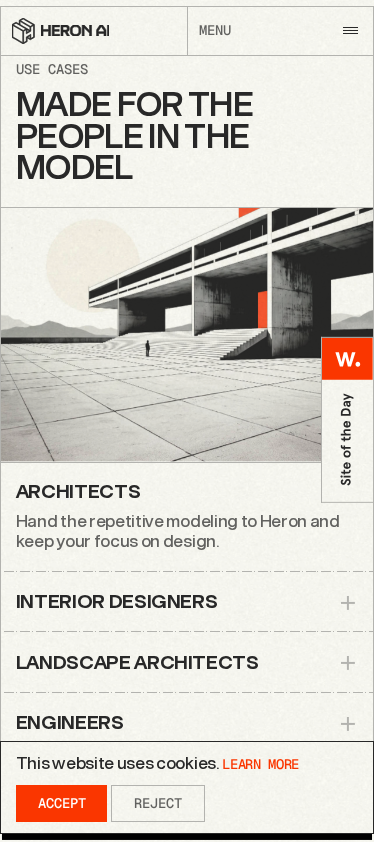 HERON AI
MENU
USE CASES
MADE FOR THE
PEOPLE IN THE
MODEL
W.
Site of the Day
ARCHITECTS
Hand the repetitive modeling to Heron and
keep your focus on design.
INTERIOR DESIGNERS
LANDSCAPE ARCHITECTS
ENGINEERS
This website uses cookies. LEARN MORE
ACCEPT
REJECT